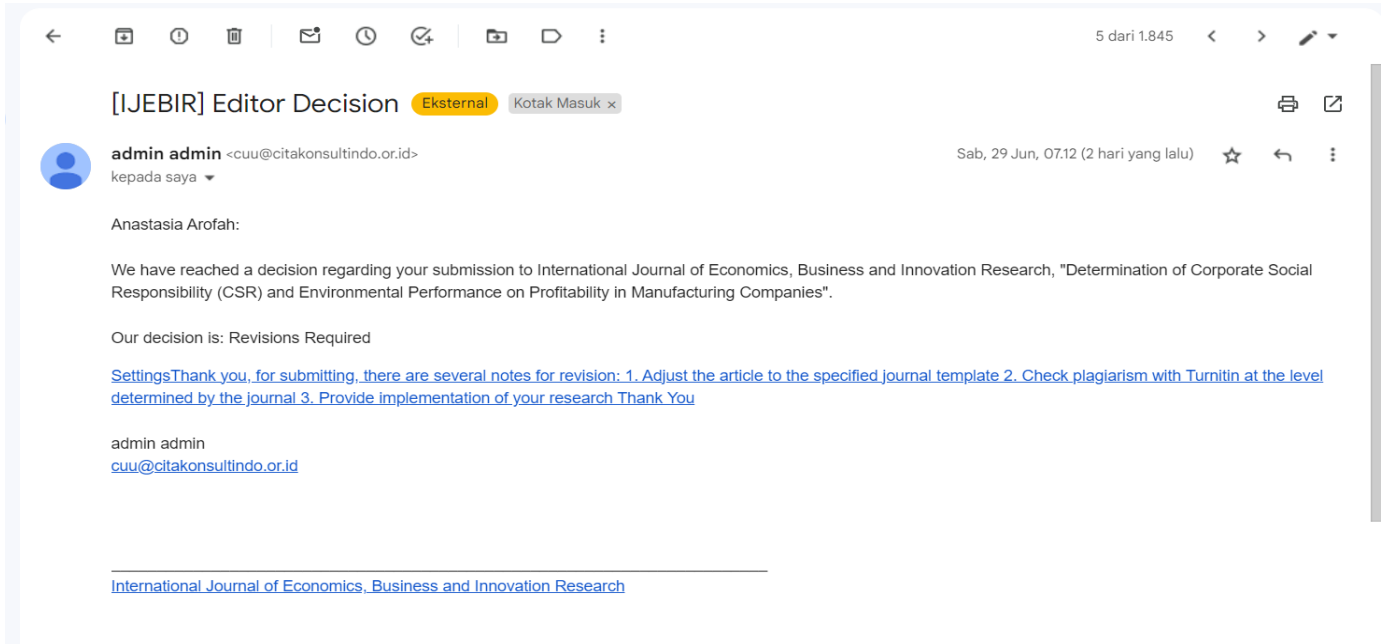 5 dari 1.845
[IJEBIR] Editor Decision Eksternal Kotak Masuk ×
admin admin <cuu@citakonsultindo.or.id> Sab, 29 Jun, 07.12 (2 hari yang lalu)
kepada saya
Anastasia Arofah:
We have reached a decision regarding your submission to International Journal of Economics, Business and Innovation Research, "Determination of Corporate Social
Responsibility (CSR) and Environmental Performance on Profitability in Manufacturing Companies".
Our decision is: Revisions Required
SettingsThank you, for submitting, there are several notes for revision: 1. Adjust the article to the specified journal template 2. Check plagiarism with Turnitin at the level
determined by the journal 3. Provide implementation of your research Thank You
admin admin
cuu@citakonsultindo.or.id
International Journal of Economics, Business and Innovation Research